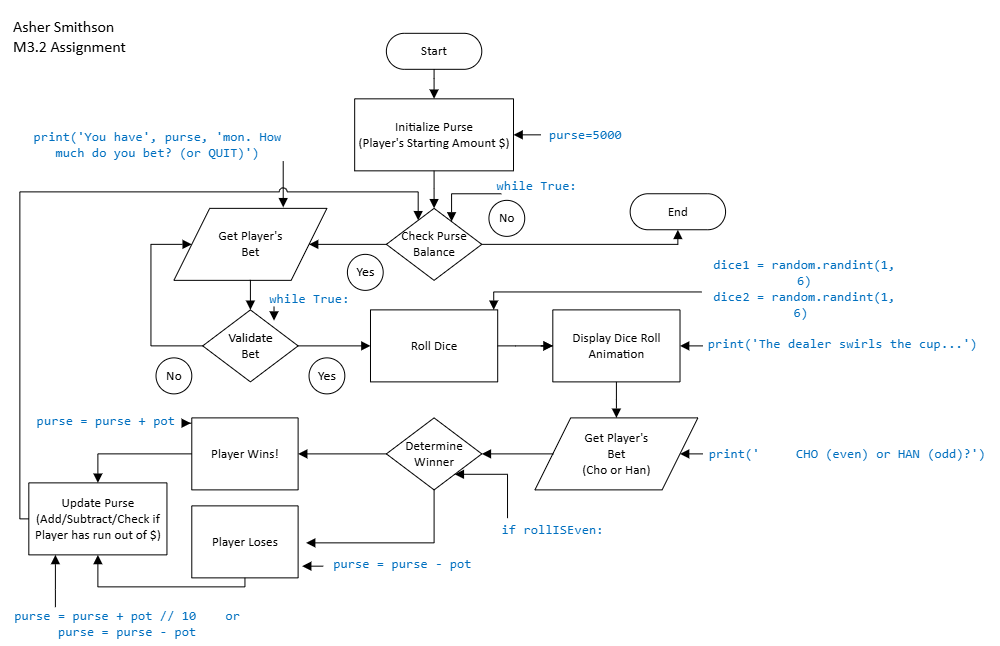 Asher Smithson
M3.2 Assignment
Start
Initialize Purse
(Player's Starting Amount $)
purse=5000
print('You have', purse, 'mon. How
much do you bet? (or QUIT)')
while True:
No
End
Check Purse
Balance
Get Player's
Bet
Yes
dice1 = random.randint(1,
6)
dice2 = random.randint(1,
6)
while True:
Validate
Bet
Roll Dice
Display Dice Roll
Animation
print('The dealer swirls the cup...')
No
Yes
purse = purse + pot
Player Wins!
Determine
Winner
Get Player's
Bet
(Cho or Han)
print('    CHO (even) or HAN (odd)?')
Update Purse
(Add/Subtract/Check if
Player has run out of $)
if rollISEven:
Player Loses
purse = purse - pot
purse = purse + pot // 10    or
purse = purse - pot